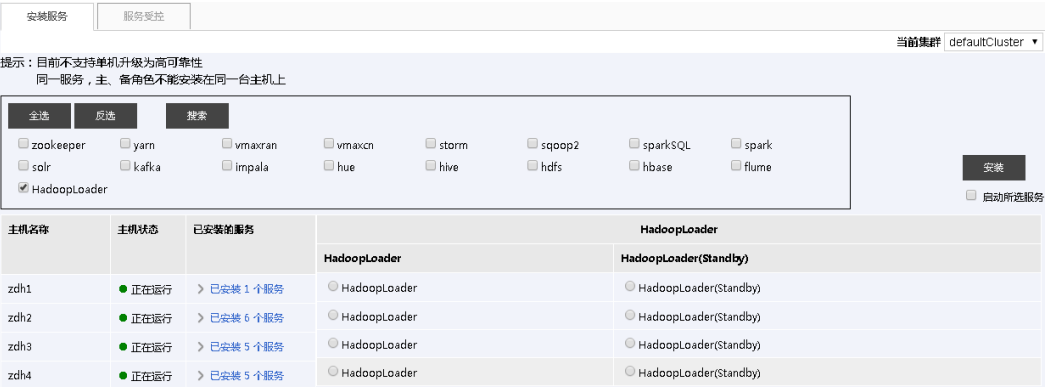 安装服务 服务受控
当前集群 defaultCluster
提示：目前不支持单机升级为高可靠性
同一服务，主、备角色不能安装在同一台主机上
全选 反选 搜索
zookeeper yarn vmaxran vmaxcn storm sqoop2 sparkSQL spark
solr kafka impala hue hive hdfs hbase flume
安装
HadoopLoader
启动所选服务
主机名称 主机状态 已安装的服务 HadoopLoader
HadoopLoader HadoopLoader(Standby)
zdh1 正在运行 已安装 1 个服务 HadoopLoader HadoopLoader(Standby)
zdh2 正在运行 已安装 6 个服务 HadoopLoader HadoopLoader(Standby)
zdh3 正在运行 已安装 5 个服务 HadoopLoader HadoopLoader(Standby)
zdh4 正在运行 已安装 5 个服务 HadoopLoader HadoopLoader(Standby)